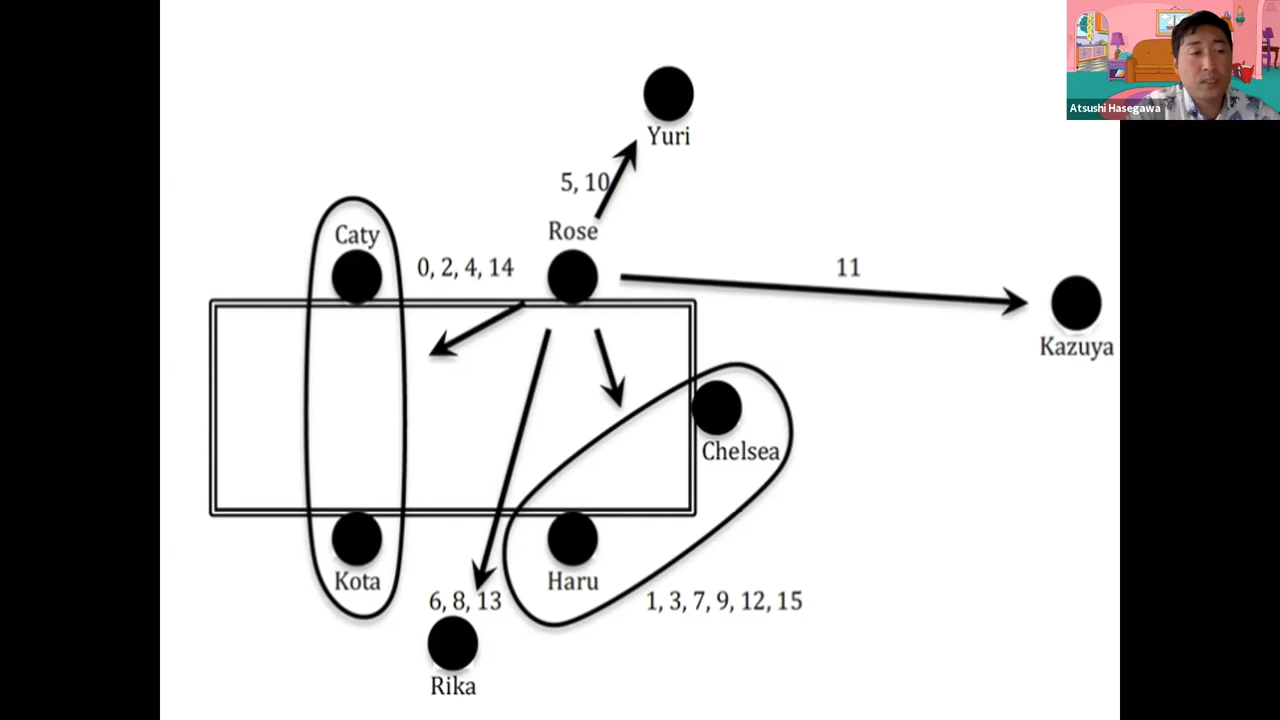 Atsushi Hasegawa
Yuri
5, 10
Rose
Caty
0, 2, 4, 14
11
Kazuya
Chelsea
Kota
Haru
6, 8, 13
1, 3, 7, 9, 12, 15
Rika